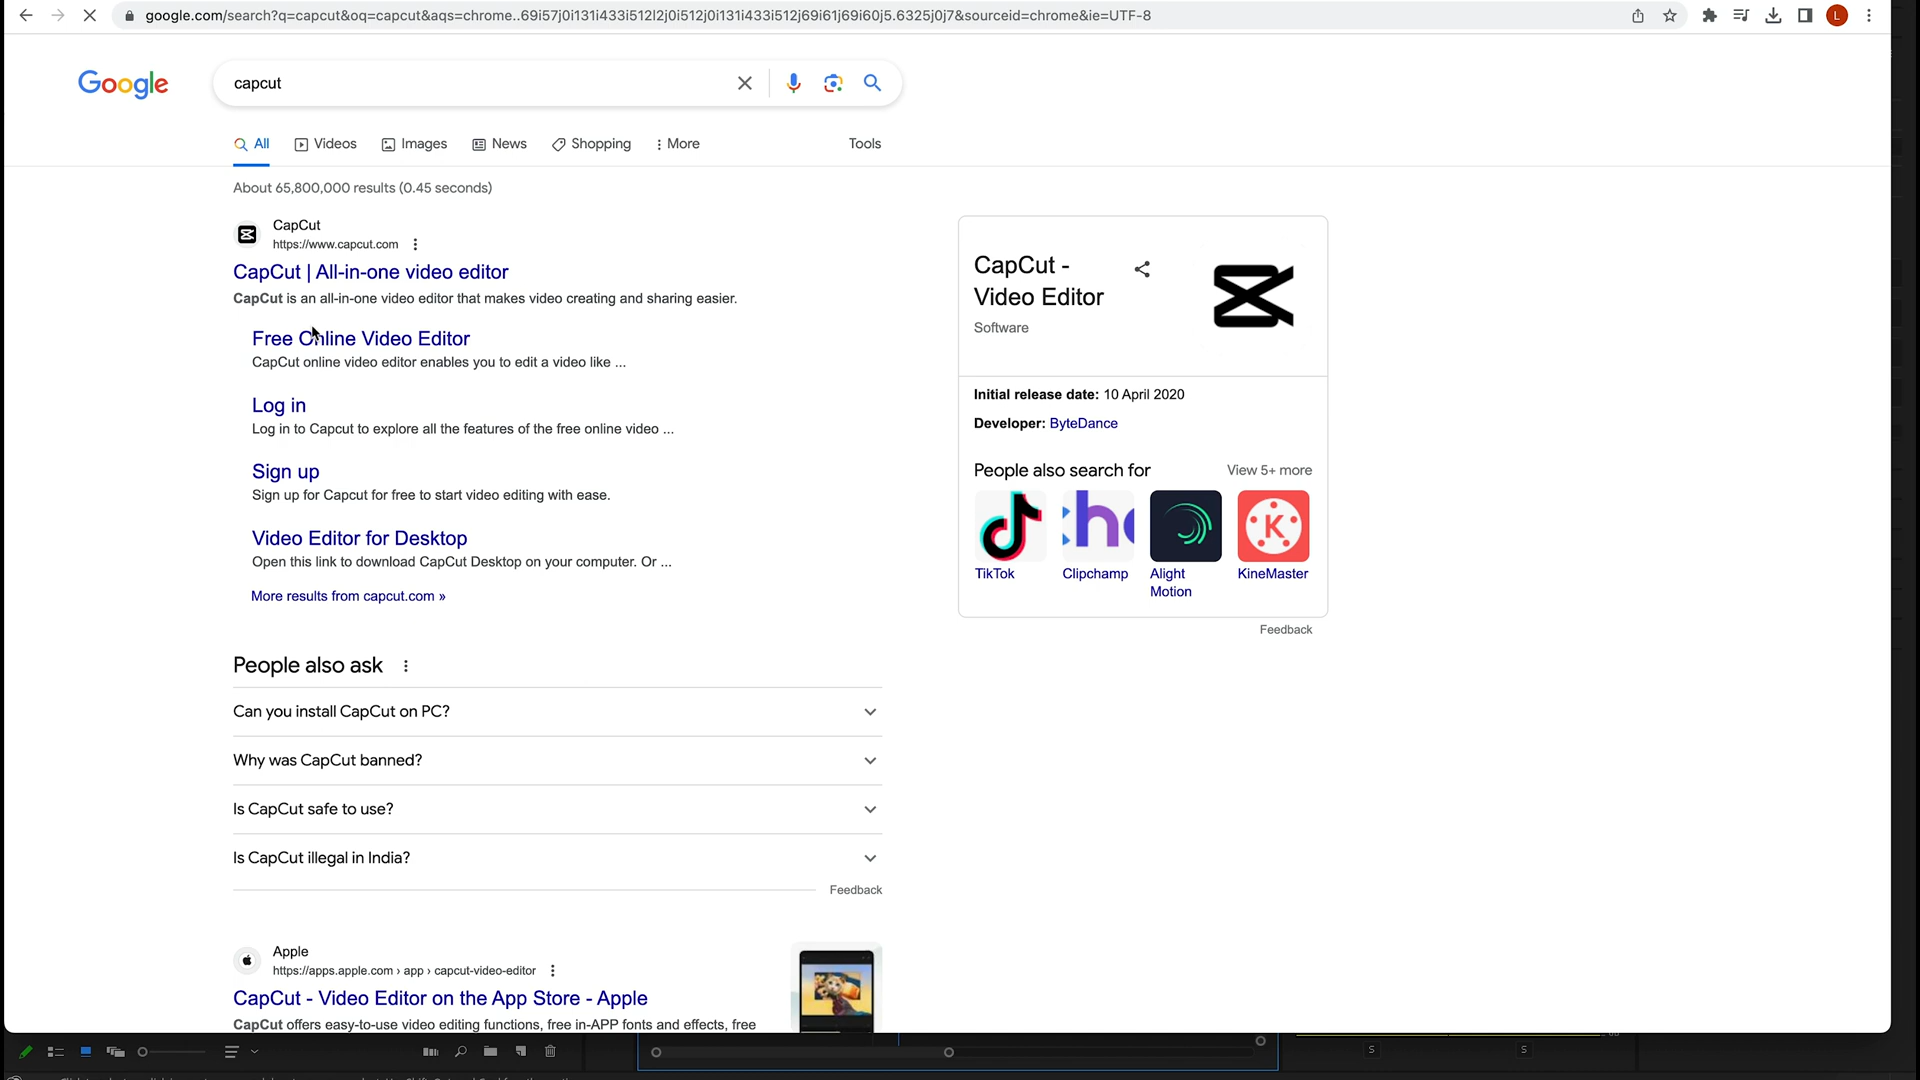 google.com/search?q=capcut&oq=capcut&aqs=chrome..69i57j0i131i433i512l2j0i512j0i131i433i512j69i61j69i60j5.6325j0j7&sourceid=chrome&ie=UTF-8
L
Google
capcut
All
Videos
Images
News
Shopping
More
Tools
About 65,800,000 results (0.45 seconds)
CapCut
https://www.capcut.com
CapCut | All-in-one video editor
CapCut is an all-in-one video editor that makes video creating and sharing easier.
Free Online Video Editor
CapCut online video editor enables you to edit a video like ...
Log in
Log in to Capcut to explore all the features of the free online video ...
Sign up
Sign up for Capcut for free to start video editing with ease.
Video Editor for Desktop
Open this link to download CapCut Desktop on your computer. Or ...
More results from capcut.com »
People also ask
Can you install CapCut on PC?
Why was CapCut banned?
Is CapCut safe to use?
Is CapCut illegal in India?
Feedback
Apple
https://apps.apple.com › app › capcut-video-editor
CapCut - Video Editor on the App Store - Apple
CapCut offers easy-to-use video editing functions, free in-APP fonts and effects, free
CapCut -
Video Editor
Software
Initial release date: 10 April 2020
Developer: ByteDance
People also search for
View 5+ more
TikTok
Clipchamp
Alight
Motion
KineMaster
Feedback
S
S